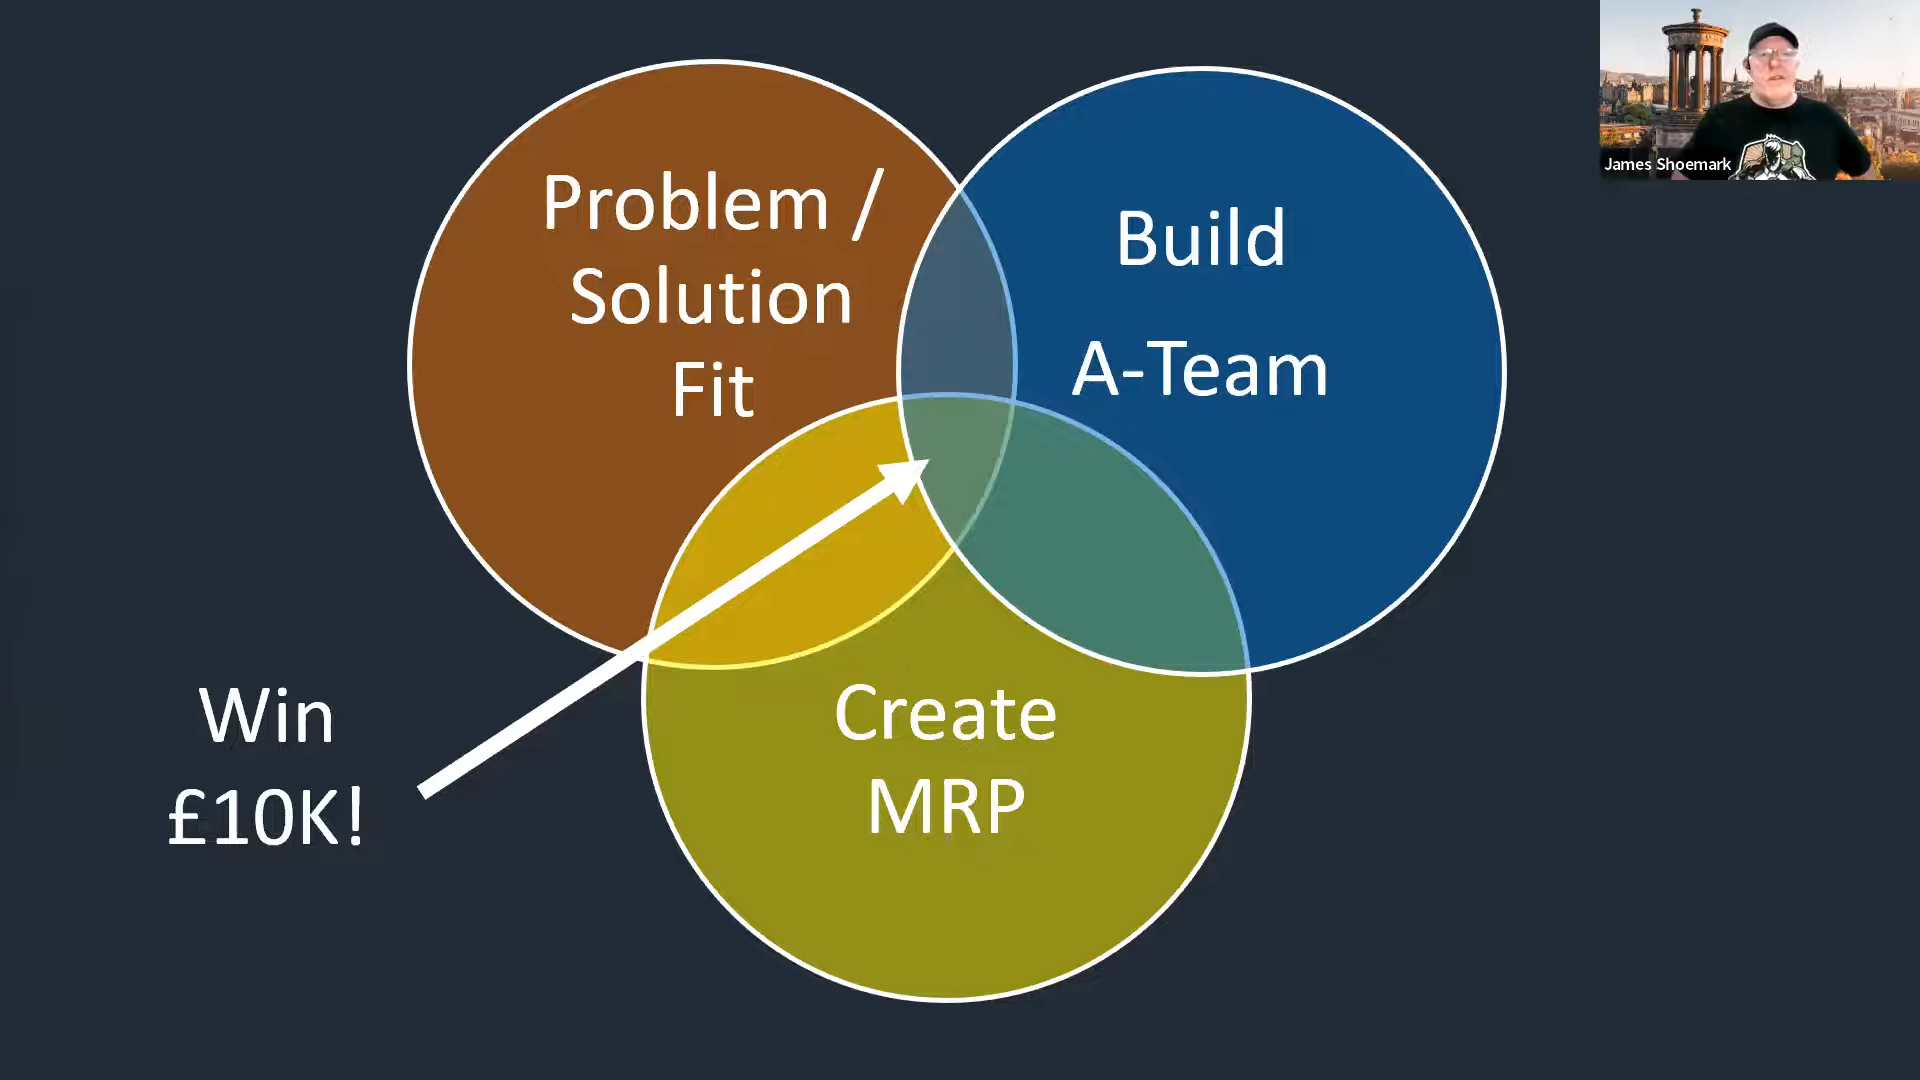 Problem /
Solution
Fit
Build
A-Team
Create
MRP
Win
£10K!
James Shoemark